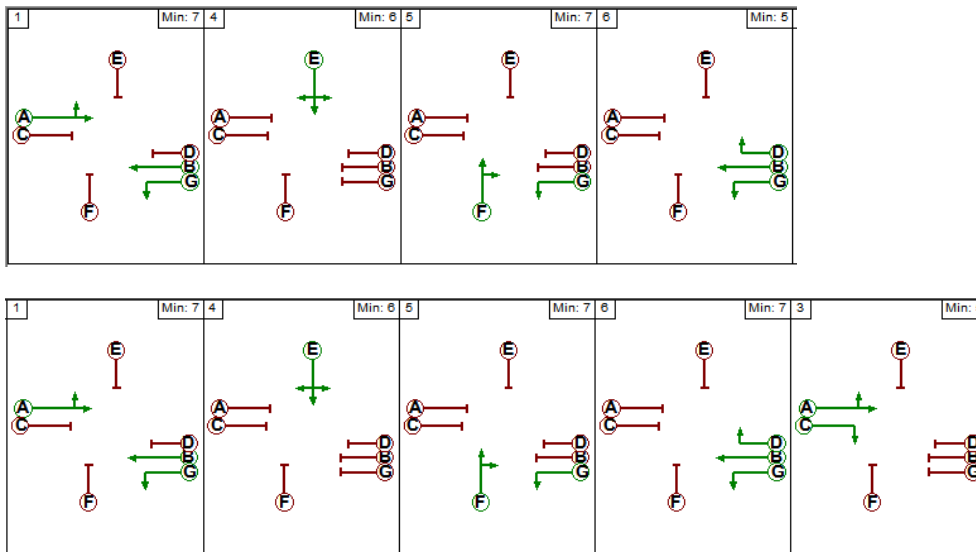 1 Min: 7 4 Min: 6 5 Min: 7 6 Min: 5
E E E E
A A A A
C C C C
D D D D
B B B B
G G G G
F F F F
1 Min: 7 4 Min: 6 5 Min: 7 6 Min: 7 3 Min:
E E E E E
A A A A A
C C C C C
D D D D D
B B B B B
G G G G G
F F F F F